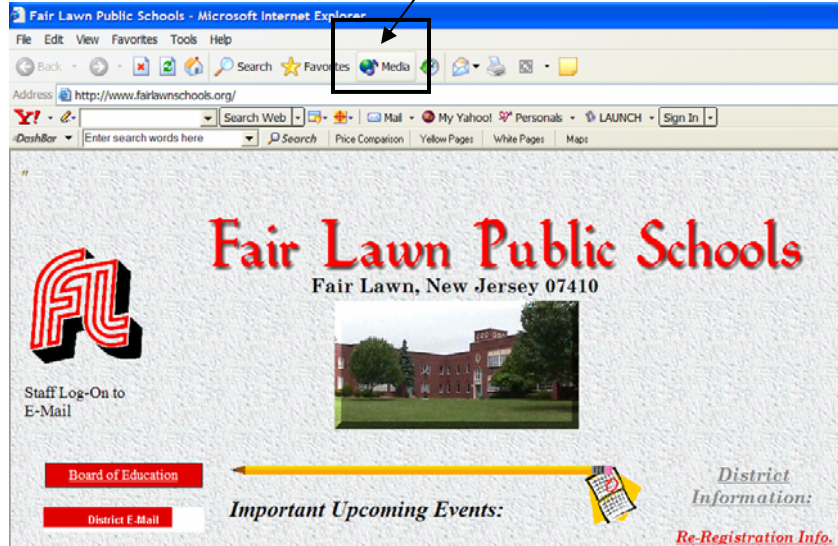 Fair Lawn Public Schools - Microsoft Internet Explorer
File Edit View Favorites Tools Help
Back Search Favorites Media
Address http://www.fairlawnschools.org/
Y! Search Web Mail My Yahoo! Personals LAUNCH Sign In
DashBar Enter search words here Search Price Comparison Yellow Pages White Pages Maps
"
Fair Lawn Public Schools
Fair Lawn, New Jersey 07410
FL
Staff Log-On to
E-Mail
Board of Education
District E-Mail
Important Upcoming Events:
District
Information:
Re-Registration Info.